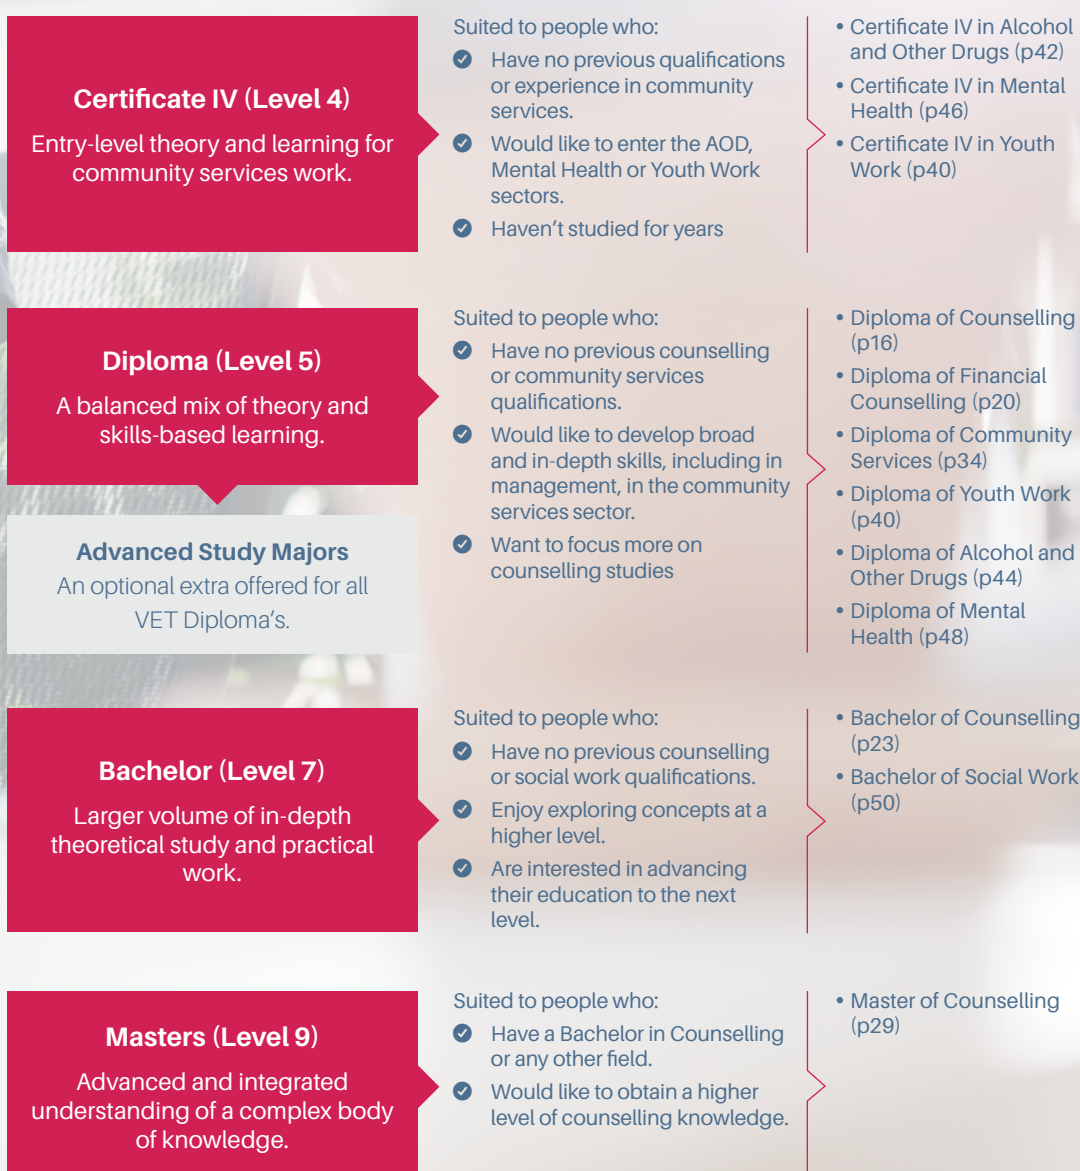 Certificate IV (Level 4)
Entry-level theory and learning for
community services work.
Suited to people who:
Have no previous qualifications
or experience in community
services.
Would like to enter the AOD,
Mental Health or Youth Work
sectors.
Haven’t studied for years
• Certificate IV in Alcohol
and Other Drugs (p42)
• Certificate IV in Mental
Health (p46)
• Certificate IV in Youth
Work (p40)
Diploma (Level 5)
A balanced mix of theory and
skills-based learning.
Advanced Study Majors
An optional extra offered for all
VET Diploma’s.
Suited to people who:
Have no previous counselling
or community services
qualifications.
Would like to develop broad
and in-depth skills, including in
management, in the community
services sector.
Want to focus more on
counselling studies
• Diploma of Counselling
(p16)
• Diploma of Financial
Counselling (p20)
• Diploma of Community
Services (p34)
• Diploma of Youth Work
(p40)
• Diploma of Alcohol and
Other Drugs (p44)
• Diploma of Mental
Health (p48)
Bachelor (Level 7)
Larger volume of in-depth
theoretical study and practical
work.
Suited to people who:
Have no previous counselling
or social work qualifications.
Enjoy exploring concepts at a
higher level.
Are interested in advancing
their education to the next
level.
• Bachelor of Counselling
(p23)
• Bachelor of Social Work
(p50)
Masters (Level 9)
Advanced and integrated
understanding of a complex body
of knowledge.
Suited to people who:
Have a Bachelor in Counselling
or any other field.
Would like to obtain a higher
level of counselling knowledge.
• Master of Counselling
(p29)